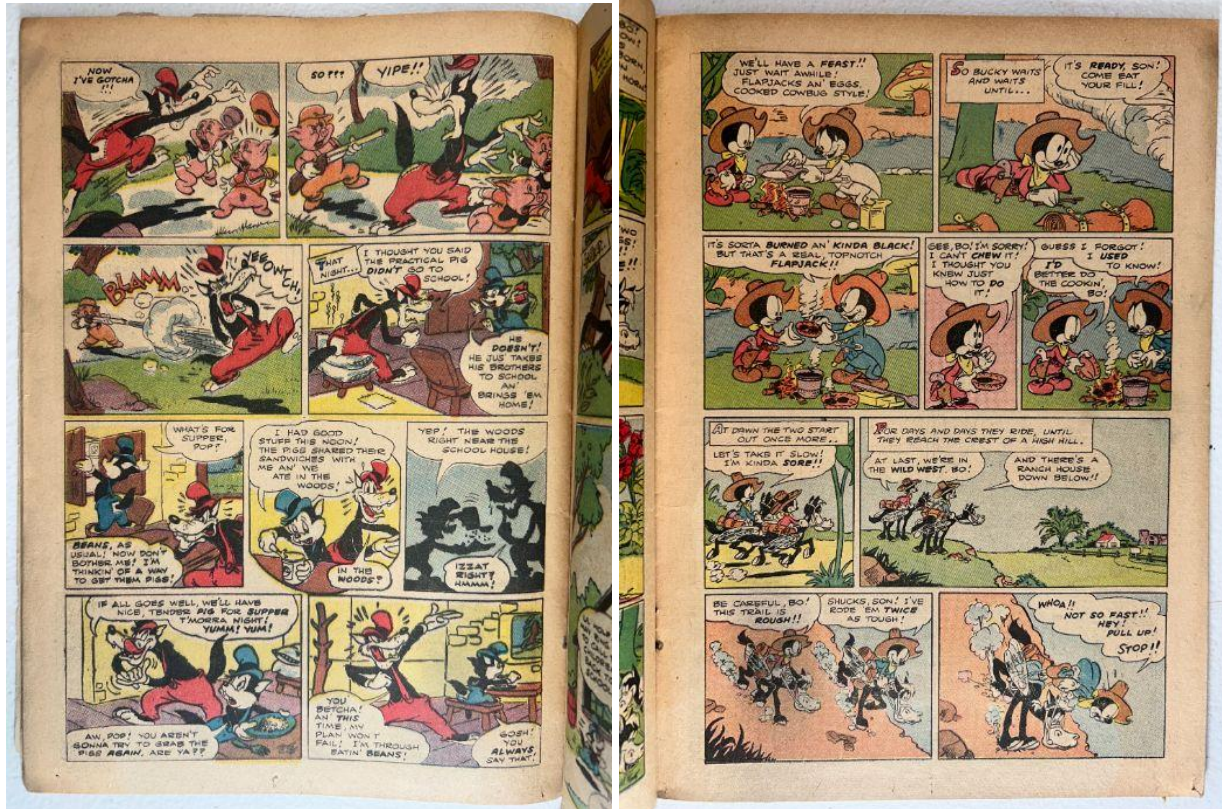 NOW
I'VE GOTCHA
!!!
SO ???
YIPE!!
BLAMM
YEEOWT
CH!
THAT
NIGHT...
I THOUGHT YOU SAID
THE PRACTICAL PIG
DIDN'T GO TO
SCHOOL!
HE
DOESN'T!
HE JUS' TAKES
HIS BROTHERS
TO SCHOOL
AN'
BRINGS 'EM
HOME!
WHAT'S FOR
SUPPER,
POP?
BEANS, AS
USUAL! NOW DON'T
BOTHER ME! I'M
THINKIN' OF A WAY
TO GET THEM PIGS!
I HAD GOOD
STUFF THIS NOON!
THE PIGS SHARED THEIR
SANDWICHES WITH
ME AN' WE
ATE IN THE
WOODS!
IN THE
WOODS?
YEP! THE WOODS
RIGHT NEAR THE
SCHOOL HOUSE!
IZZAT
RIGHT?
HMMM!
IF ALL GOES WELL, WE'LL HAVE
NICE, TENDER PIG FOR SUPPER
T'MORRA NIGHT!
YUMM! YUM!
AW, POP! YOU AREN'T
GONNA TRY TO GRAB THE
PIGS AGAIN, ARE YA??
YOU
BETCHA!
AN' THIS
TIME, MY
PLAN WON'T
FAIL! I'M THROUGH
EATIN' BEANS!
GOSH!
YOU
ALWAYS
SAY THAT!
WE'LL HAVE A FEAST!!
JUST WAIT AWHILE!
FLAPJACKS AN' EGGS,
COOKED COWBUG STYLE!
SO BUCKY WAITS
AND WAITS
UNTIL...
IT'S READY, SON!
COME EAT
YOUR FILL!
IT'S SORTA BURNED AN' KINDA BLACK!
BUT THAT'S A REAL, TOPNOTCH
FLAPJACK!!
GEE, BO! I'M SORRY!
I CAN'T CHEW IT!
I THOUGHT YOU
KNEW JUST
HOW TO DO
IT!
GUESS I FORGOT!
I USED
TO KNOW!
I'D
BETTER DO
THE COOKIN',
BO!
AT DAWN THE TWO START
OUT ONCE MORE..
LET'S TAKE IT SLOW!
I'M KINDA SORE!!
FOR DAYS AND DAYS THEY RIDE, UNTIL
THEY REACH THE CREST OF A HIGH HILL.
AT LAST, WE'RE IN
THE WILD WEST, BO!
AND THERE'S A
RANCH HOUSE
DOWN BELOW!!
BE CAREFUL, BO!
THIS TRAIL IS
ROUGH!!
SHUCKS, SON! I'VE
RODE 'EM TWICE
AS TOUGH!
WHOA!!
NOT SO FAST!!
HEY!
PULL UP!
STOP!!